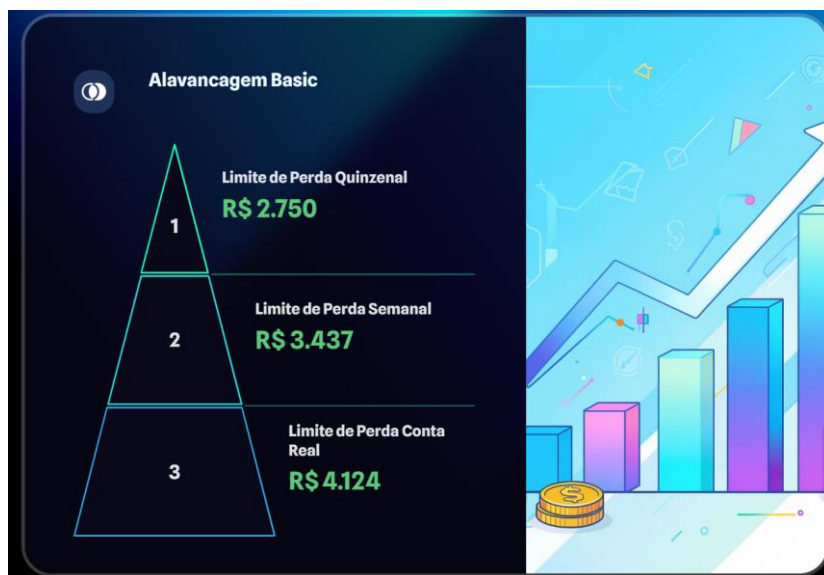 Alavancagem Basic
1
Limite de Perda Quinzenal
R$ 2.750
2
Limite de Perda Semanal
R$ 3.437
3
Limite de Perda Conta
Real
R$ 4.124